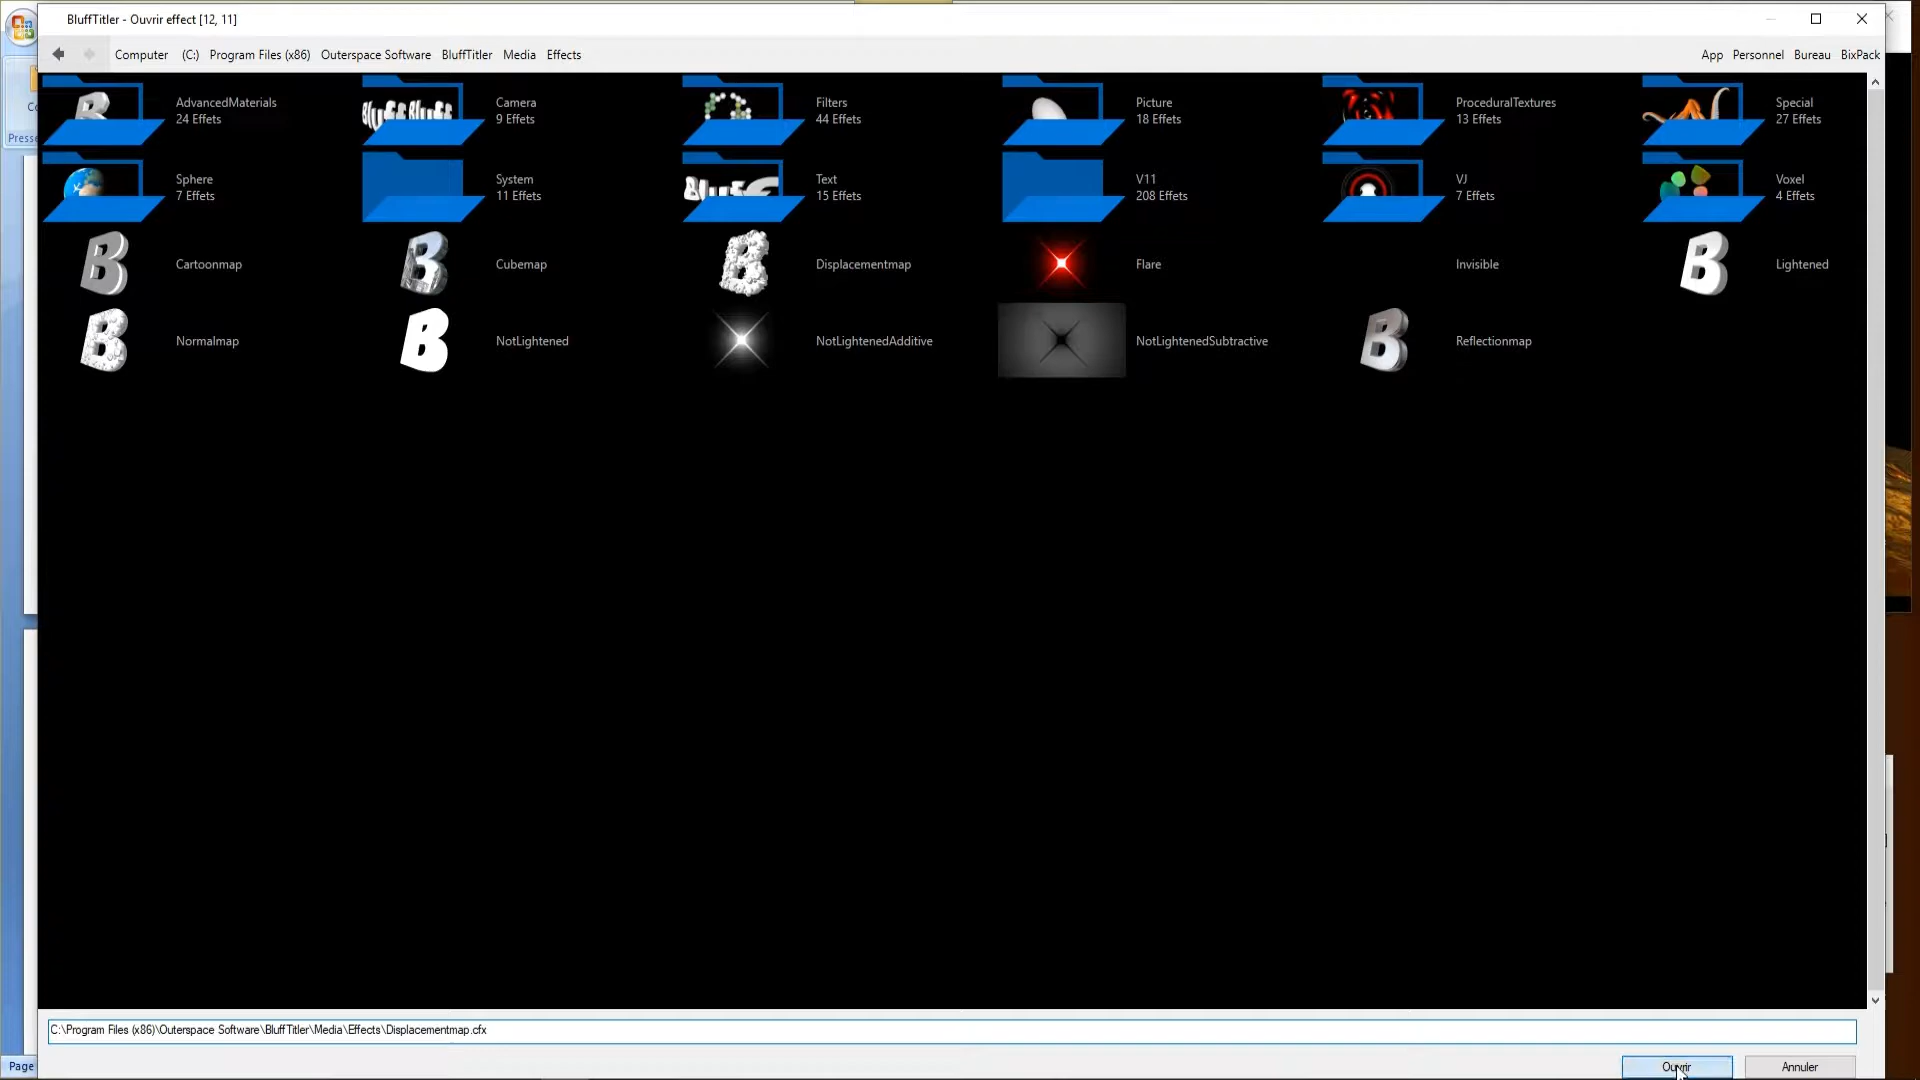 BluffTitler - Ouvrir effect [12, 11]
Computer (C:) Program Files (x86) Outerspace Software BluffTitler Media Effects App Personnel Bureau BixPack
AdvancedMaterials
24 Effets
Camera
9 Effets
Filters
44 Effets
Picture
18 Effets
ProceduralTextures
13 Effets
Special
27 Effets
Sphere
7 Effets
System
11 Effets
Text
15 Effets
V11
208 Effets
VJ
7 Effets
Voxel
4 Effets
Cartoonmap
Cubemap
Displacementmap
Flare
Invisible
Lightened
Normalmap
NotLightened
NotLightenedAdditive
NotLightenedSubtractive
Reflectionmap
C:\Program Files (x86)\Outerspace Software\BluffTitler\Media\Effects\Displacementmap.cfx
Page
Ouvrir
Annuler